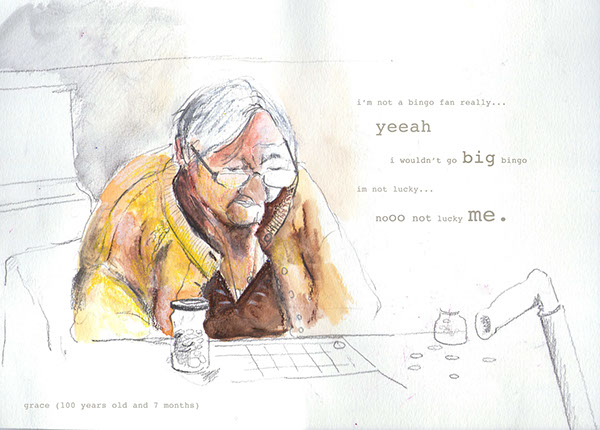 i'm not a bingo fan really...
yeeah
i wouldn't go big bingo
im not lucky...
nooo not lucky me.
grace (100 years old and 7 months)